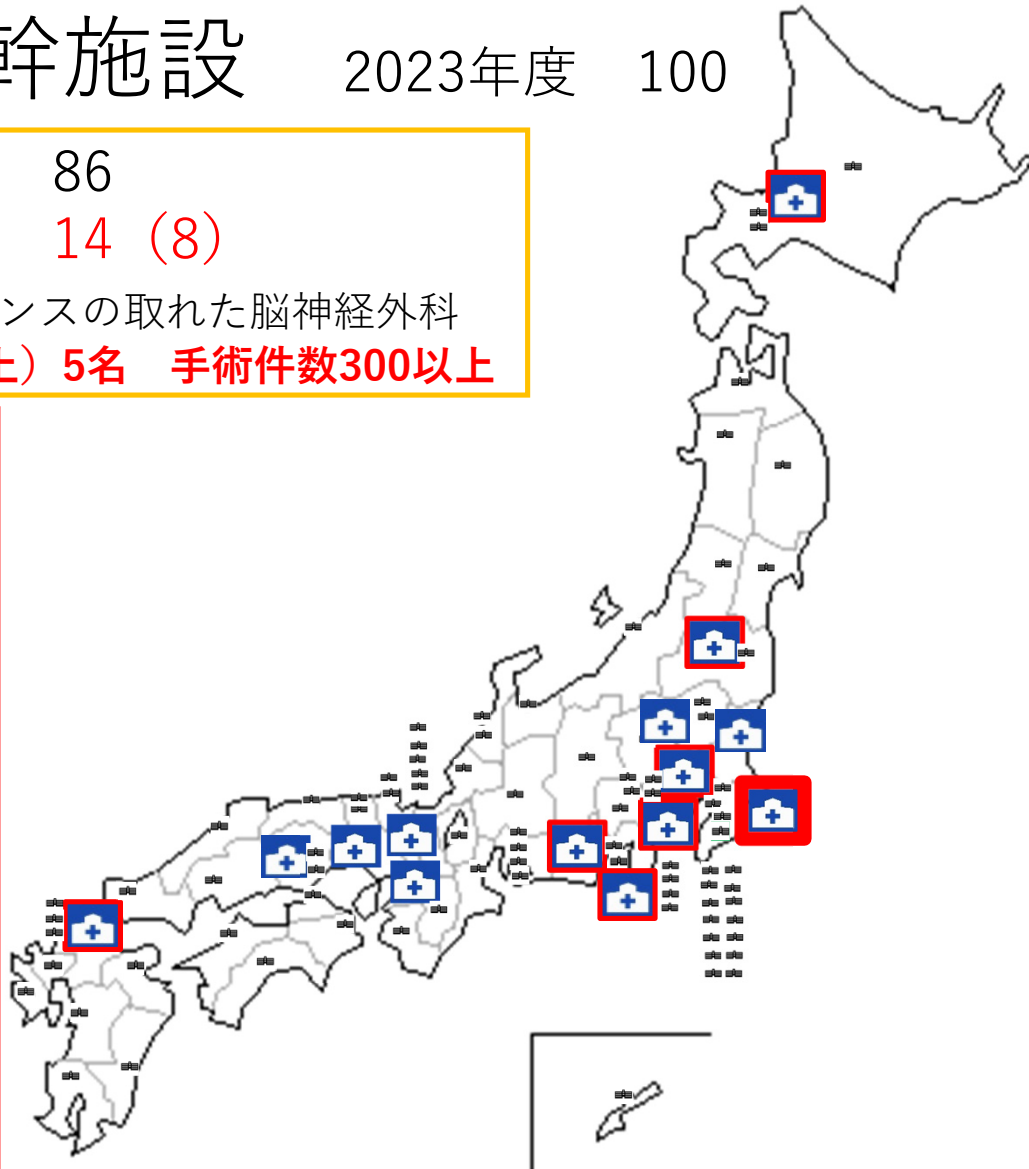 幹施設 2023年度 100
86
14（8）
ンスの取れた脳神経外科
上）5名 手術件数300以上